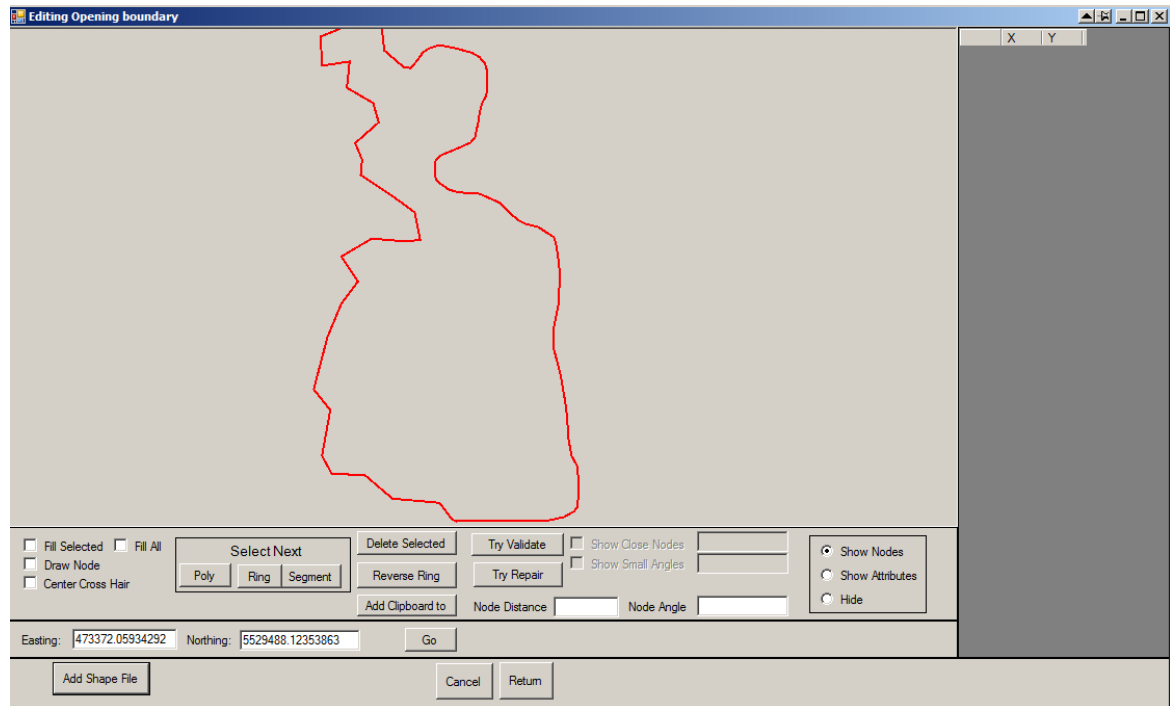 Editing Opening boundary
X Y
Fill Selected Fill All
Draw Node
Center Cross Hair
Select Next
Poly Ring Segment
Delete Selected
Reverse Ring
Add Clipboard to
Try Validate
Try Repair
Show Close Nodes
Show Small Angles
Node Distance Node Angle
Show Nodes
Show Attributes
Hide
Easting: 473372.05934292 Northing: 5529488.12353863 Go
Add Shape File Cancel Return